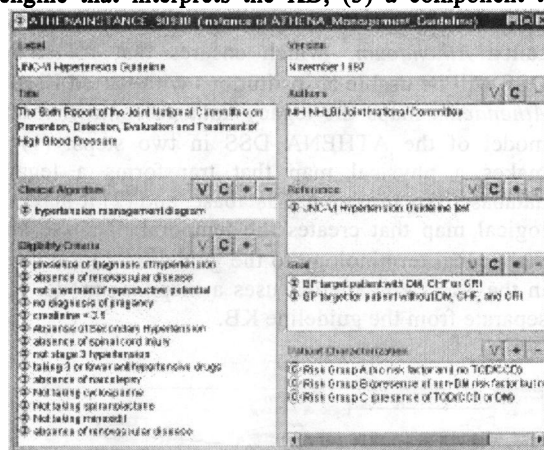 engine that interprets the KB, (3) a component t
ATHENAINSTANCE_90990 (instance of ATHENA_Management_Guideline)
Label
JNC-VI Hypertension Guideline
Version
November 1997
Title
The Sixth Report of the Joint National Committee on
Prevention, Detection, Evaluation and Treatment of
High Blood Pressure
Authors V C
NIH NHLBI Joint National Committee
Clinical Algorithm V C + -
hypertension management diagram
Reference V C + -
JNC-VI Hypertension Guideline text
Eligibility Criteria V C + -
presence of diagnosis of hypertension
absence of renovascular disease
not a woman of reproductive potential
no diagnosis of pregancy
creatinine < 2.5
Absense of Secondary Hypertension
absence of spinal cord injury
not stage 3 hypertension
taking 3 or fewer antihypertensive drugs
absence of narcolepsy
Not taking cyclosporine
Not taking spironolactone
Not taking minoxidil
absence of renovascular disease
Goal V C + -
BP target patient with DM, CHF or CRI
BP target for patient without DM, CHF, and CRI
Patient Characterization V + -
Risk Group A (no risk factor and no TOD/CCD)
Risk Group B (presence of non-DM risk factor but no
Risk Group C (presence of TOD/CCD or DM)